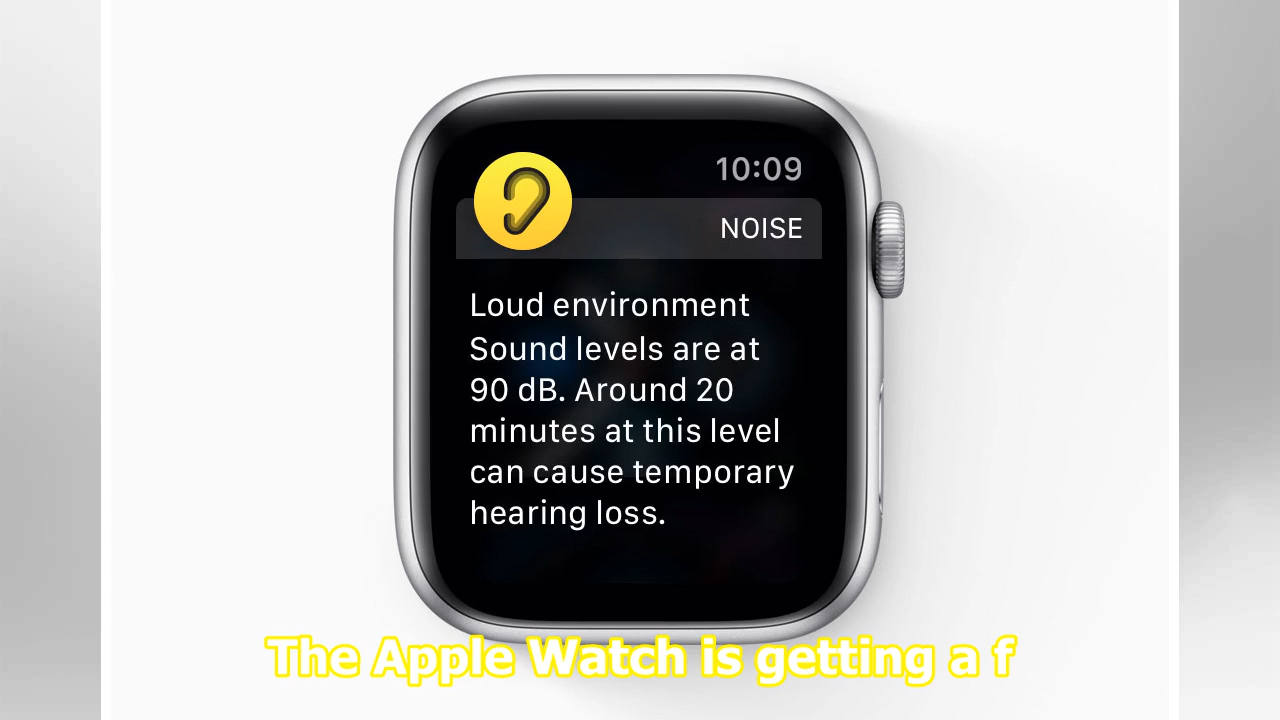 10:09
NOISE
Loud environment
Sound levels are at
90 dB. Around 20
minutes at this level
can cause temporary
hearing loss.
The Apple Watch is getting a f